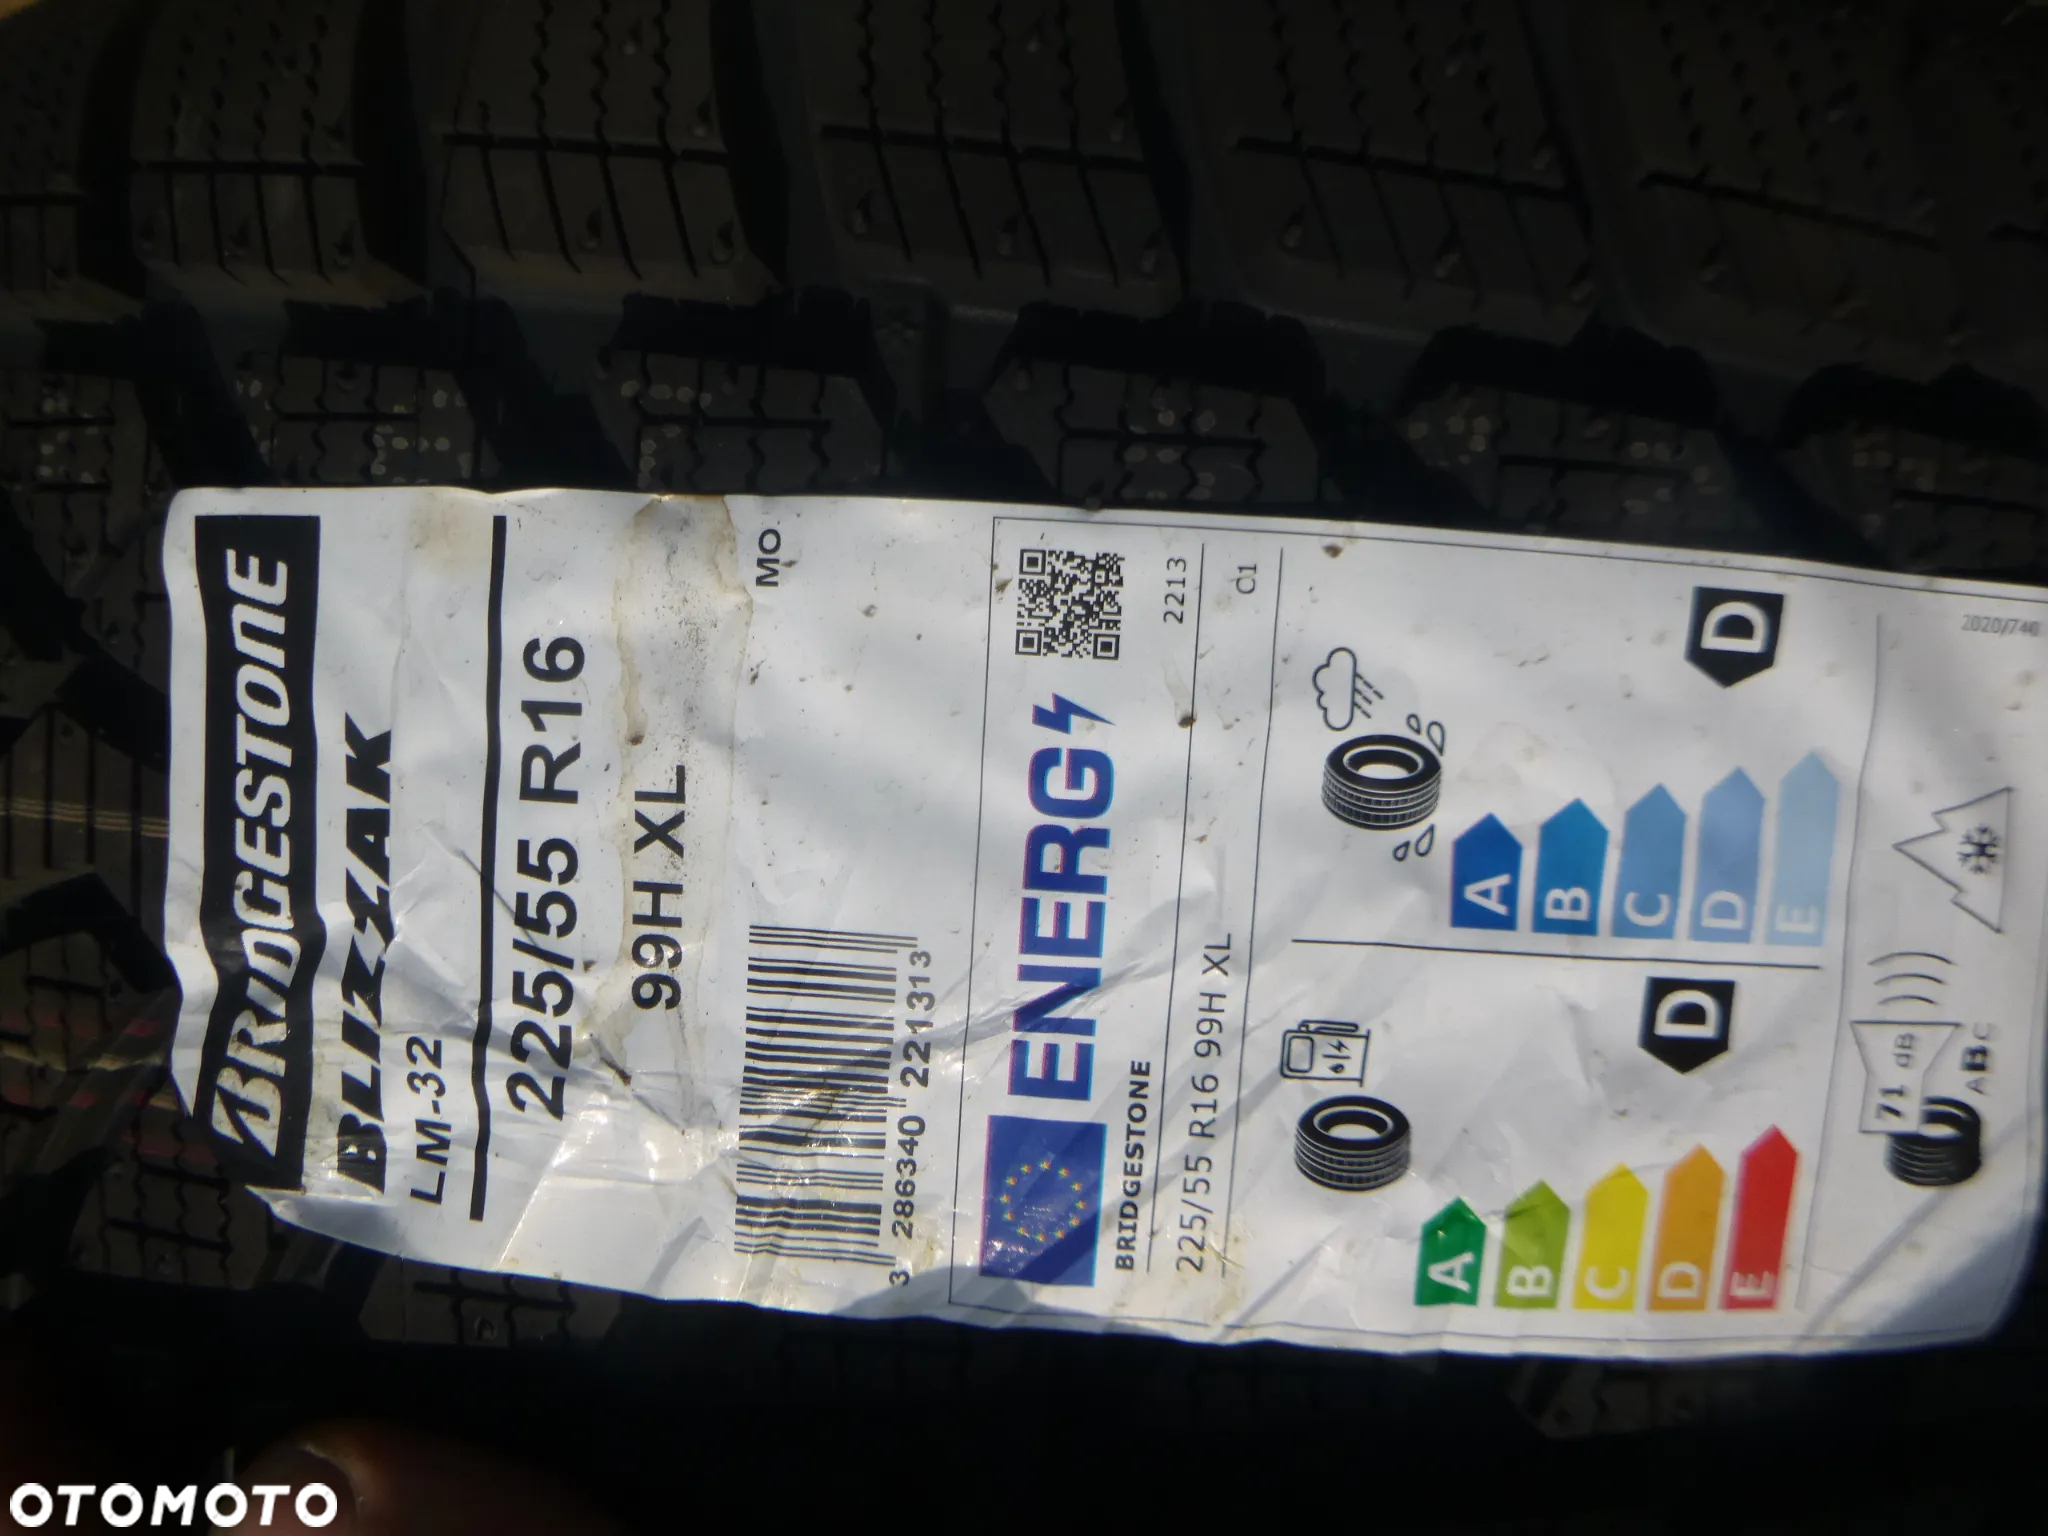 BRIDGESTONE
BLIZZAK
LM-32
225/55 R16
99H XL
MO
3 286340 221313
ENERG
BRIDGESTONE
2213
225/55 R16 99H XL
C1
A
B
C
D
E
D
A
B
C
D
E
D
71 dB
ABC
2020/740
OTOMOTO